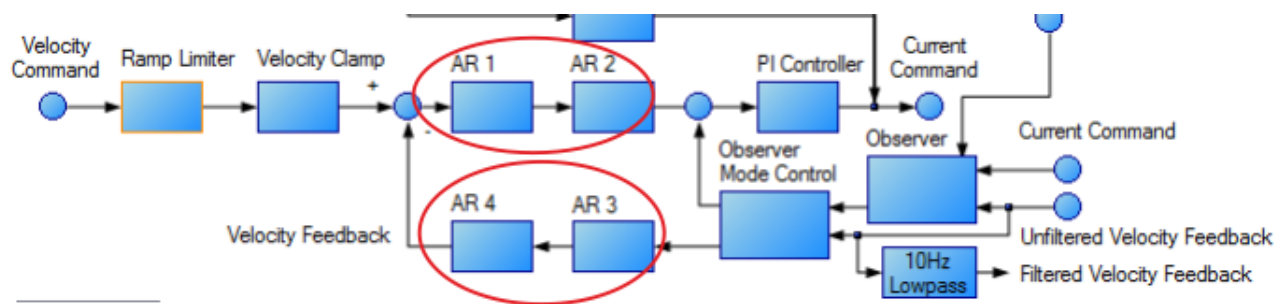 Velocity
Command
Ramp Limiter
Velocity Clamp
+
-
AR 1
AR 2
PI Controller
Current
Command
Observer
Mode Control
Observer
Current Command
AR 4
AR 3
Velocity Feedback
Unfiltered Velocity Feedback
10Hz
Lowpass
Filtered Velocity Feedback